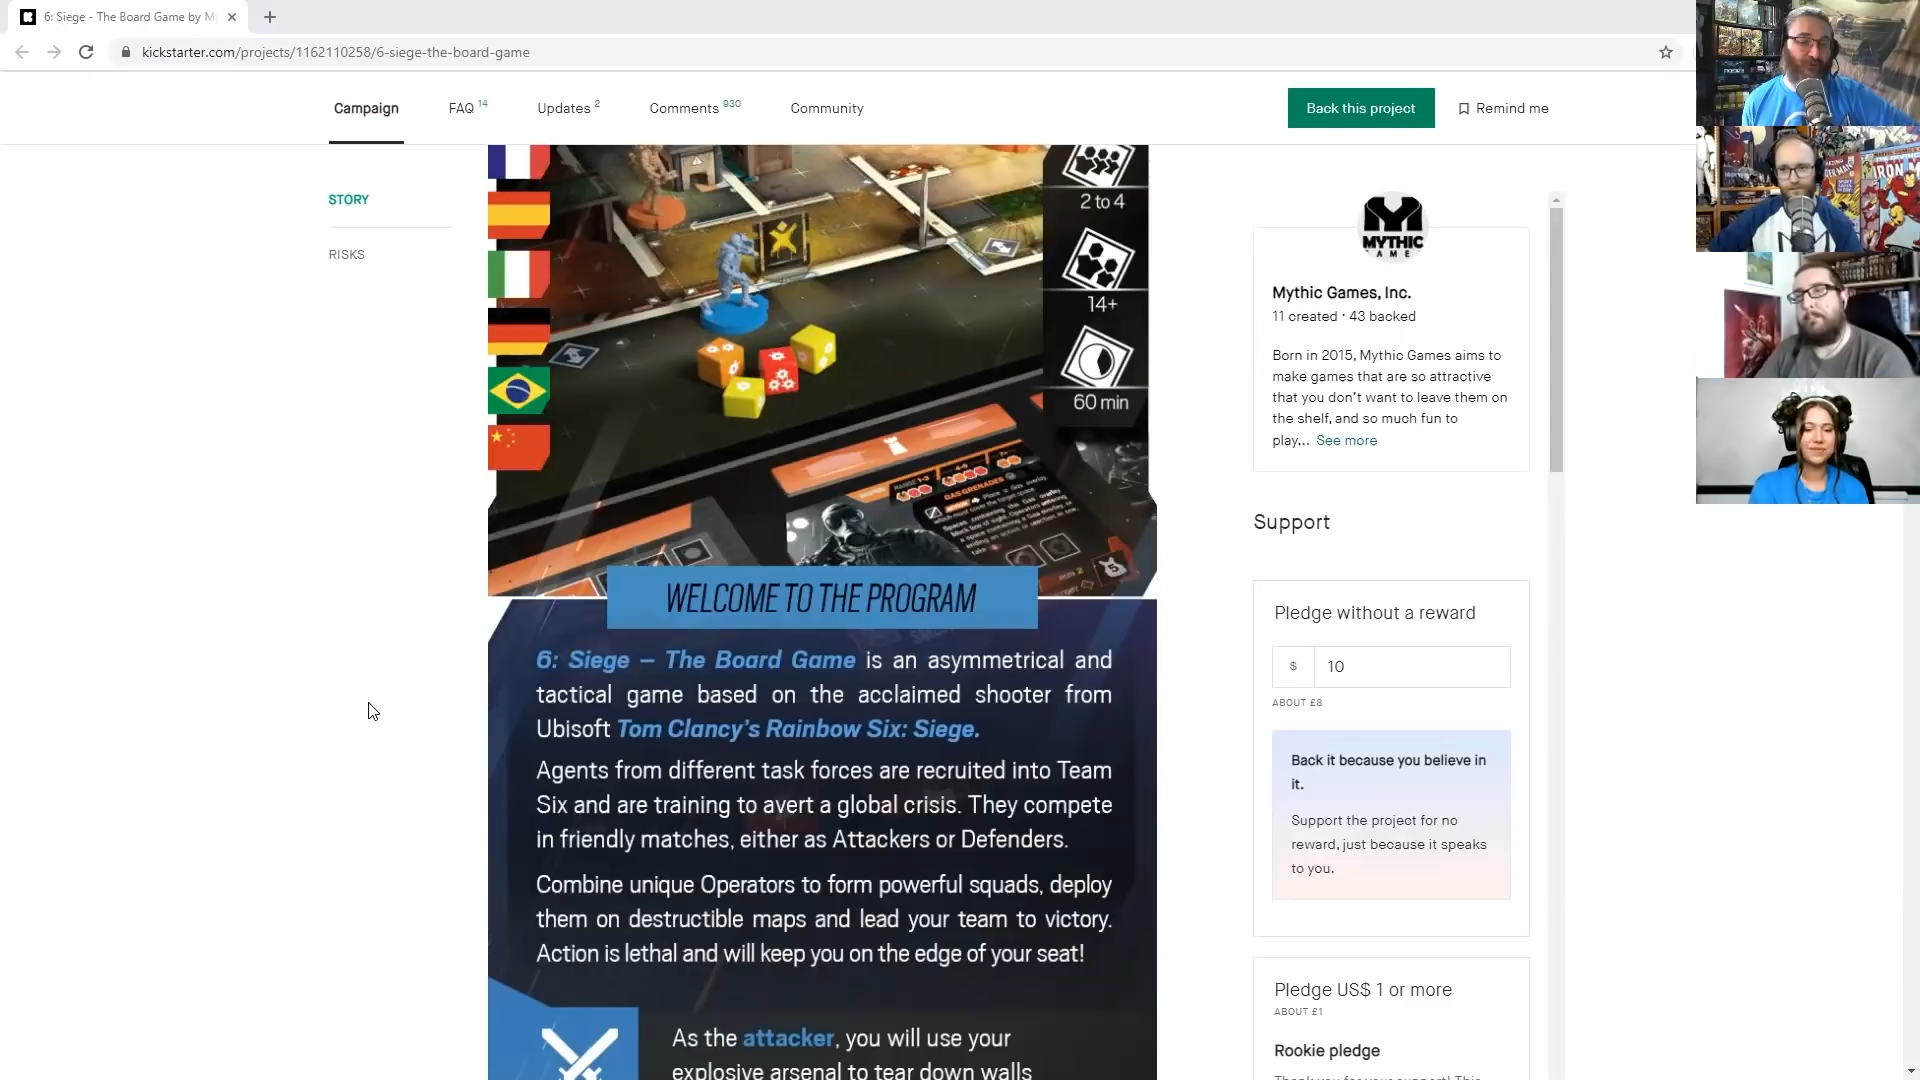 6: Siege - The Board Game by M
kickstarter.com/projects/1162110258/6-siege-the-board-game
Campaign
FAQ 14
Updates 2
Comments 930
Community
Back this project
Remind me
STORY
RISKS
2 to 4
14+
60 min
GAS GRENADES
WELCOME TO THE PROGRAM
6: Siege – The Board Game is an asymmetrical and
tactical game based on the acclaimed shooter from
Ubisoft Tom Clancy's Rainbow Six: Siege.
Agents from different task forces are recruited into Team
Six and are training to avert a global crisis. They compete
in friendly matches, either as Attackers or Defenders.
Combine unique Operators to form powerful squads, deploy
them on destructible maps and lead your team to victory.
Action is lethal and will keep you on the edge of your seat!
As the attacker, you will use your
explosive arsenal to tear down walls
MYTHIC
GAME
Mythic Games, Inc.
11 created · 43 backed
Born in 2015, Mythic Games aims to
make games that are so attractive
that you don't want to leave them on
the shelf, and so much fun to
play... See more
Support
Pledge without a reward
$ 10
ABOUT £8
Back it because you believe in
it.
Support the project for no
reward, just because it speaks
to you.
Pledge US$ 1 or more
ABOUT £1
Rookie pledge
Thank you for your support! This
IRON M